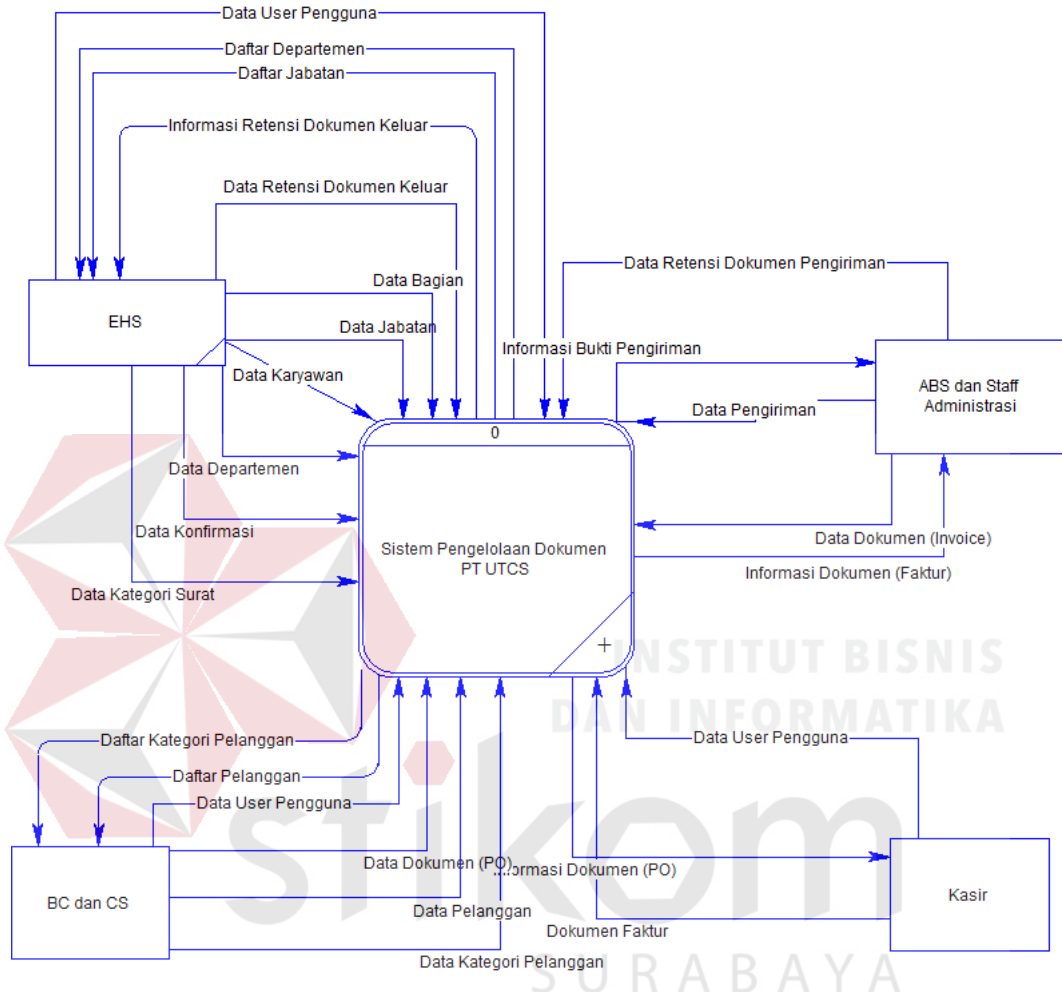 Data User Pengguna
Daftar Departemen
Daftar Jabatan
Informasi Retensi Dokumen Keluar
Data Retensi Dokumen Keluar
Data Retensi Dokumen Pengiriman
Data Bagian
EHS
Data Jabatan
Informasi Bukti Pengiriman
Data Karyawan
ABS dan Staff
Administrasi
Data Pengiriman
0
Data Departemen
Data Konfirmasi
Data Dokumen (Invoice)
Sistem Pengelolaan Dokumen
PT UTCS
Informasi Dokumen (Faktur)
Data Kategori Surat
+
INSTITUT BISNIS
DAN INFORMATIKA
Daftar Kategori Pelanggan
Data User Pengguna
Daftar Pelanggan
Data User Pengguna
stikom
Data Dokumen (PO)
formasi Dokumen (PO)
BC dan CS
Kasir
Data Pelanggan
Dokumen Faktur
Data Kategori Pelanggan
SURABAYA